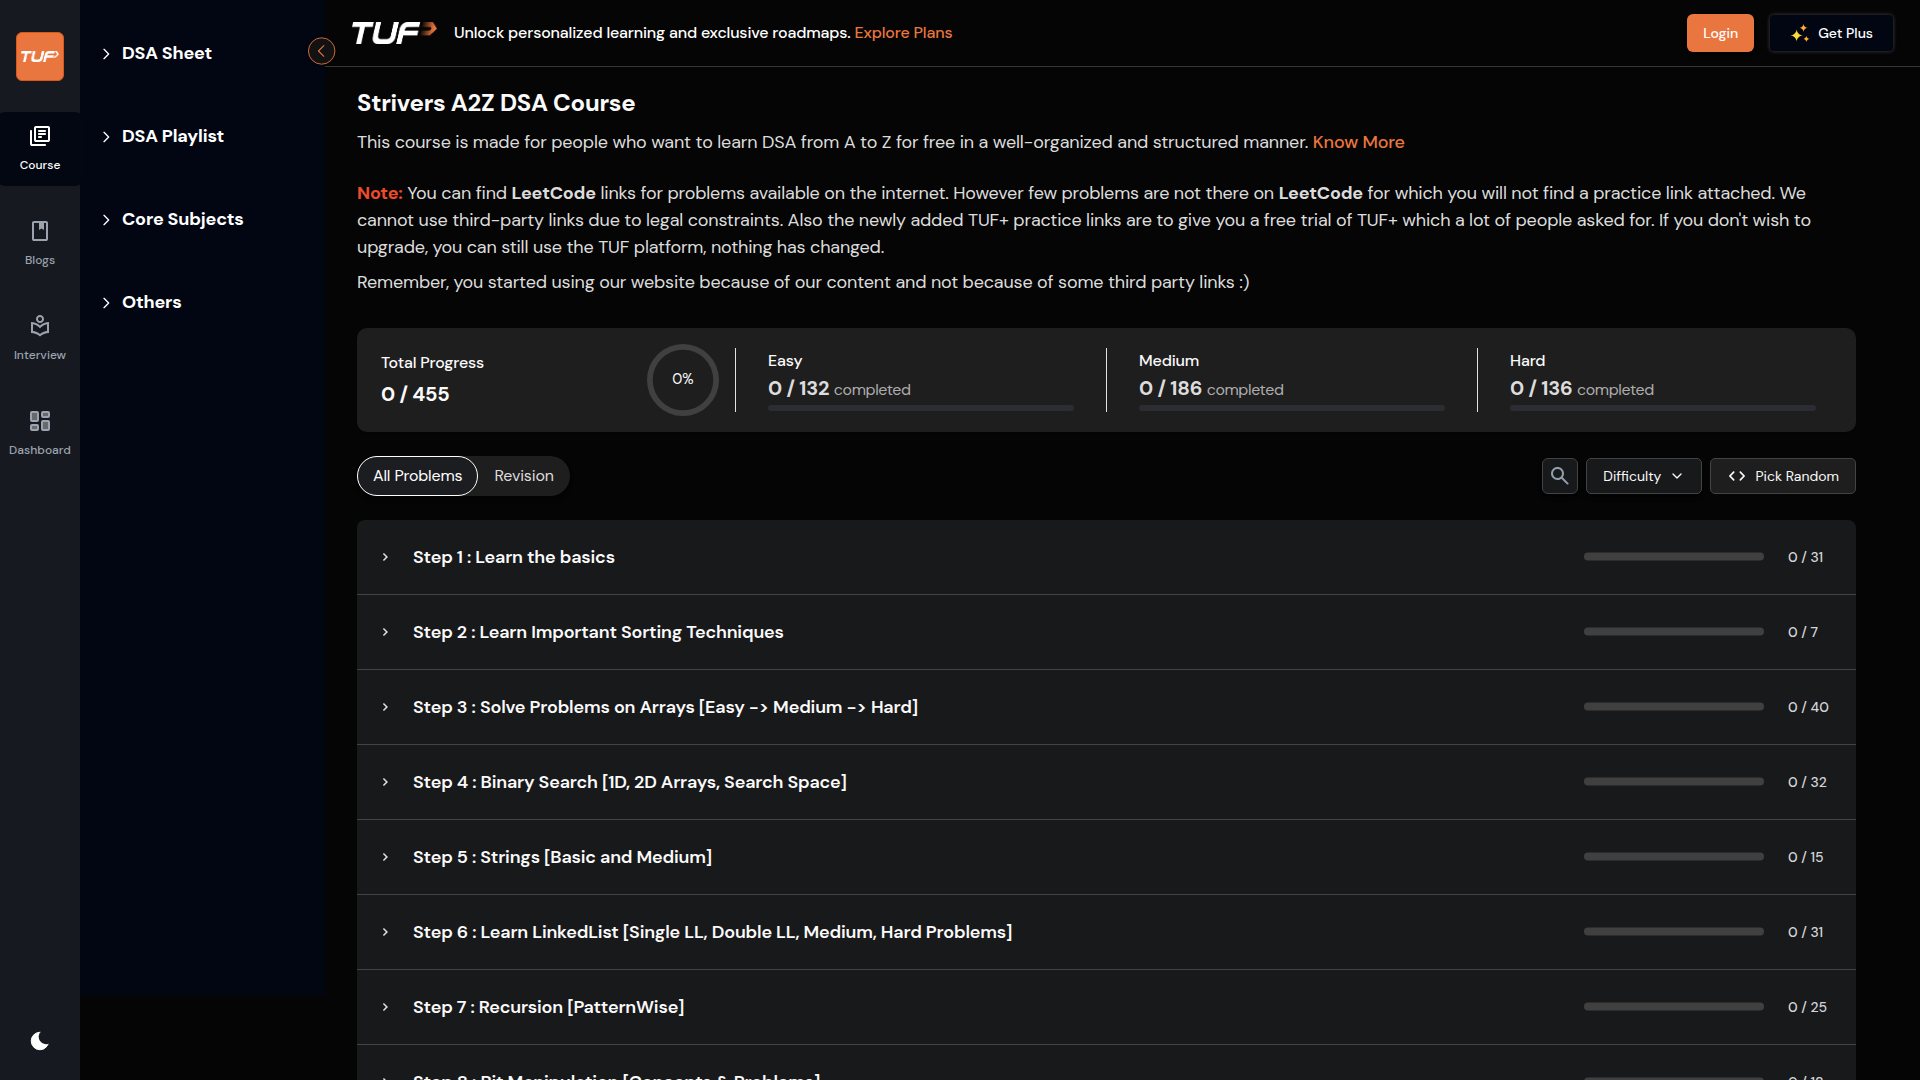 TUF
Course
Blogs
Interview
Dashboard
DSA Sheet
DSA Playlist
Core Subjects
Others
TUF
Unlock personalized learning and exclusive roadmaps. Explore Plans
Login
Get Plus
Strivers A2Z DSA Course
This course is made for people who want to learn DSA from A to Z for free in a well-organized and structured manner. Know More
Note: You can find LeetCode links for problems available on the internet. However few problems are not there on LeetCode for which you will not find a practice link attached. We
cannot use third-party links due to legal constraints. Also the newly added TUF+ practice links are to give you a free trial of TUF+ which a lot of people asked for. If you don't wish to
upgrade, you can still use the TUF platform, nothing has changed.
Remember, you started using our website because of our content and not because of some third party links :)
Total Progress
0 / 455
0%
Easy
0 / 132 completed
Medium
0 / 186 completed
Hard
0 / 136 completed
All Problems
Revision
Difficulty
Pick Random
Step 1 : Learn the basics
0 / 31
Step 2 : Learn Important Sorting Techniques
0 / 7
Step 3 : Solve Problems on Arrays [Easy -> Medium -> Hard]
0 / 40
Step 4 : Binary Search [1D, 2D Arrays, Search Space]
0 / 32
Step 5 : Strings [Basic and Medium]
0 / 15
Step 6 : Learn LinkedList [Single LL, Double LL, Medium, Hard Problems]
0 / 31
Step 7 : Recursion [PatternWise]
0 / 25
Step 8 : Bit Manipulation [Concepts & Problems]
0 / 18